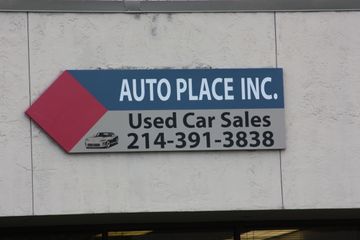 AUTO PLACE INC.
Used Car Sales
214-391-3838